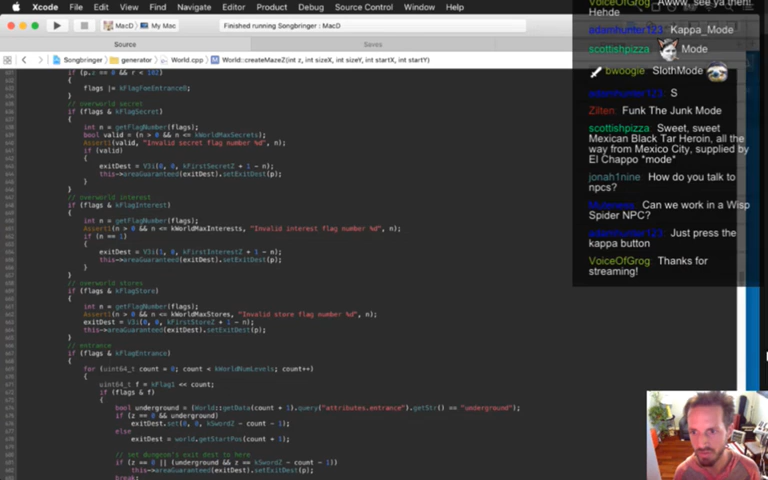 Xcode File Edit View Find Navigate Editor Product Debug Source Control Window Help
MacD My Mac
Finished running Songbringer : MacD
Source
Saves
Songbringer generator World.cpp World::createMazeZ(int z, int sizeX, int sizeY, int startX, int startY)
if (p.z == 0 && r < 102)
{
flags |= kFlagFoeEntrance0;
}
// overworld secret
if (flags & kFlagSecret)
{
int n = getFlagNumber(flags);
bool valid = (n > 0 && n <= kWorldMaxSecrets);
Assert1(valid, "Invalid secret flag number %d", n);
if (valid)
{
exitDest = V3i(0, 0, kFirstSecretZ + 1 - n);
this->areaGuaranteed(exitDest).setExitDest(p);
}
}
// overworld interest
if (flags & kFlagInterest)
{
int n = getFlagNumber(flags);
Assert1(n > 0 && n <= kWorldMaxInterests, "Invalid interest flag number %d", n);
if (n == 1)
{
exitDest = V3i(1, 0, kFirstInterestZ + 1 - n);
this->areaGuaranteed(exitDest).setExitDest(p);
}
}
// overworld stores
if (flags & kFlagStore)
{
int n = getFlagNumber(flags);
Assert1(n > 0 && n <= kWorldMaxStores, "Invalid store flag number %d", n);
exitDest = V3i(0, 0, kFirstStoreZ + 1 - n);
this->areaGuaranteed(exitDest).setExitDest(p);
}
// entrance
if (flags & kFlagEntrance)
{
for (uint64_t count = 0; count < kWorldNumLevels; count++)
{
uint64_t f = kFlag1 << count;
if (flags & f)
{
bool underground = (World::getData(count + 1).query("attributes.entrance").getStr() == "underground");
if (z == 0 && underground)
exitDest.set(0, 0, kSwordZ - count - 1);
else
exitDest = world.getStartPos(count + 1);
// set dungeon's exit dest to here
if (z == 0 || (underground && z == kSwordZ - count - 1))
this->areaGuaranteed(exitDest).setExitDest(p);
break;
VoiceOfGrog: Awww, see ya then!
Hehde
adamhunter123: Kappa_Mode
scottishpizza: Mode
bwoogie: SlothMode
adamhunter123: S
Zilten: Funk The Junk Mode
scottishpizza: Sweet, sweet
Mexican Black Tar Heroin, all the
way from Mexico City, supplied by
El Chappo *mode*
jonah1nine: How do you talk to
npcs?
Can we work in a Wisp
Spider NPC?
adamhunter123: Just press the
kappa button
VoiceOfGrog: Thanks for
streaming!